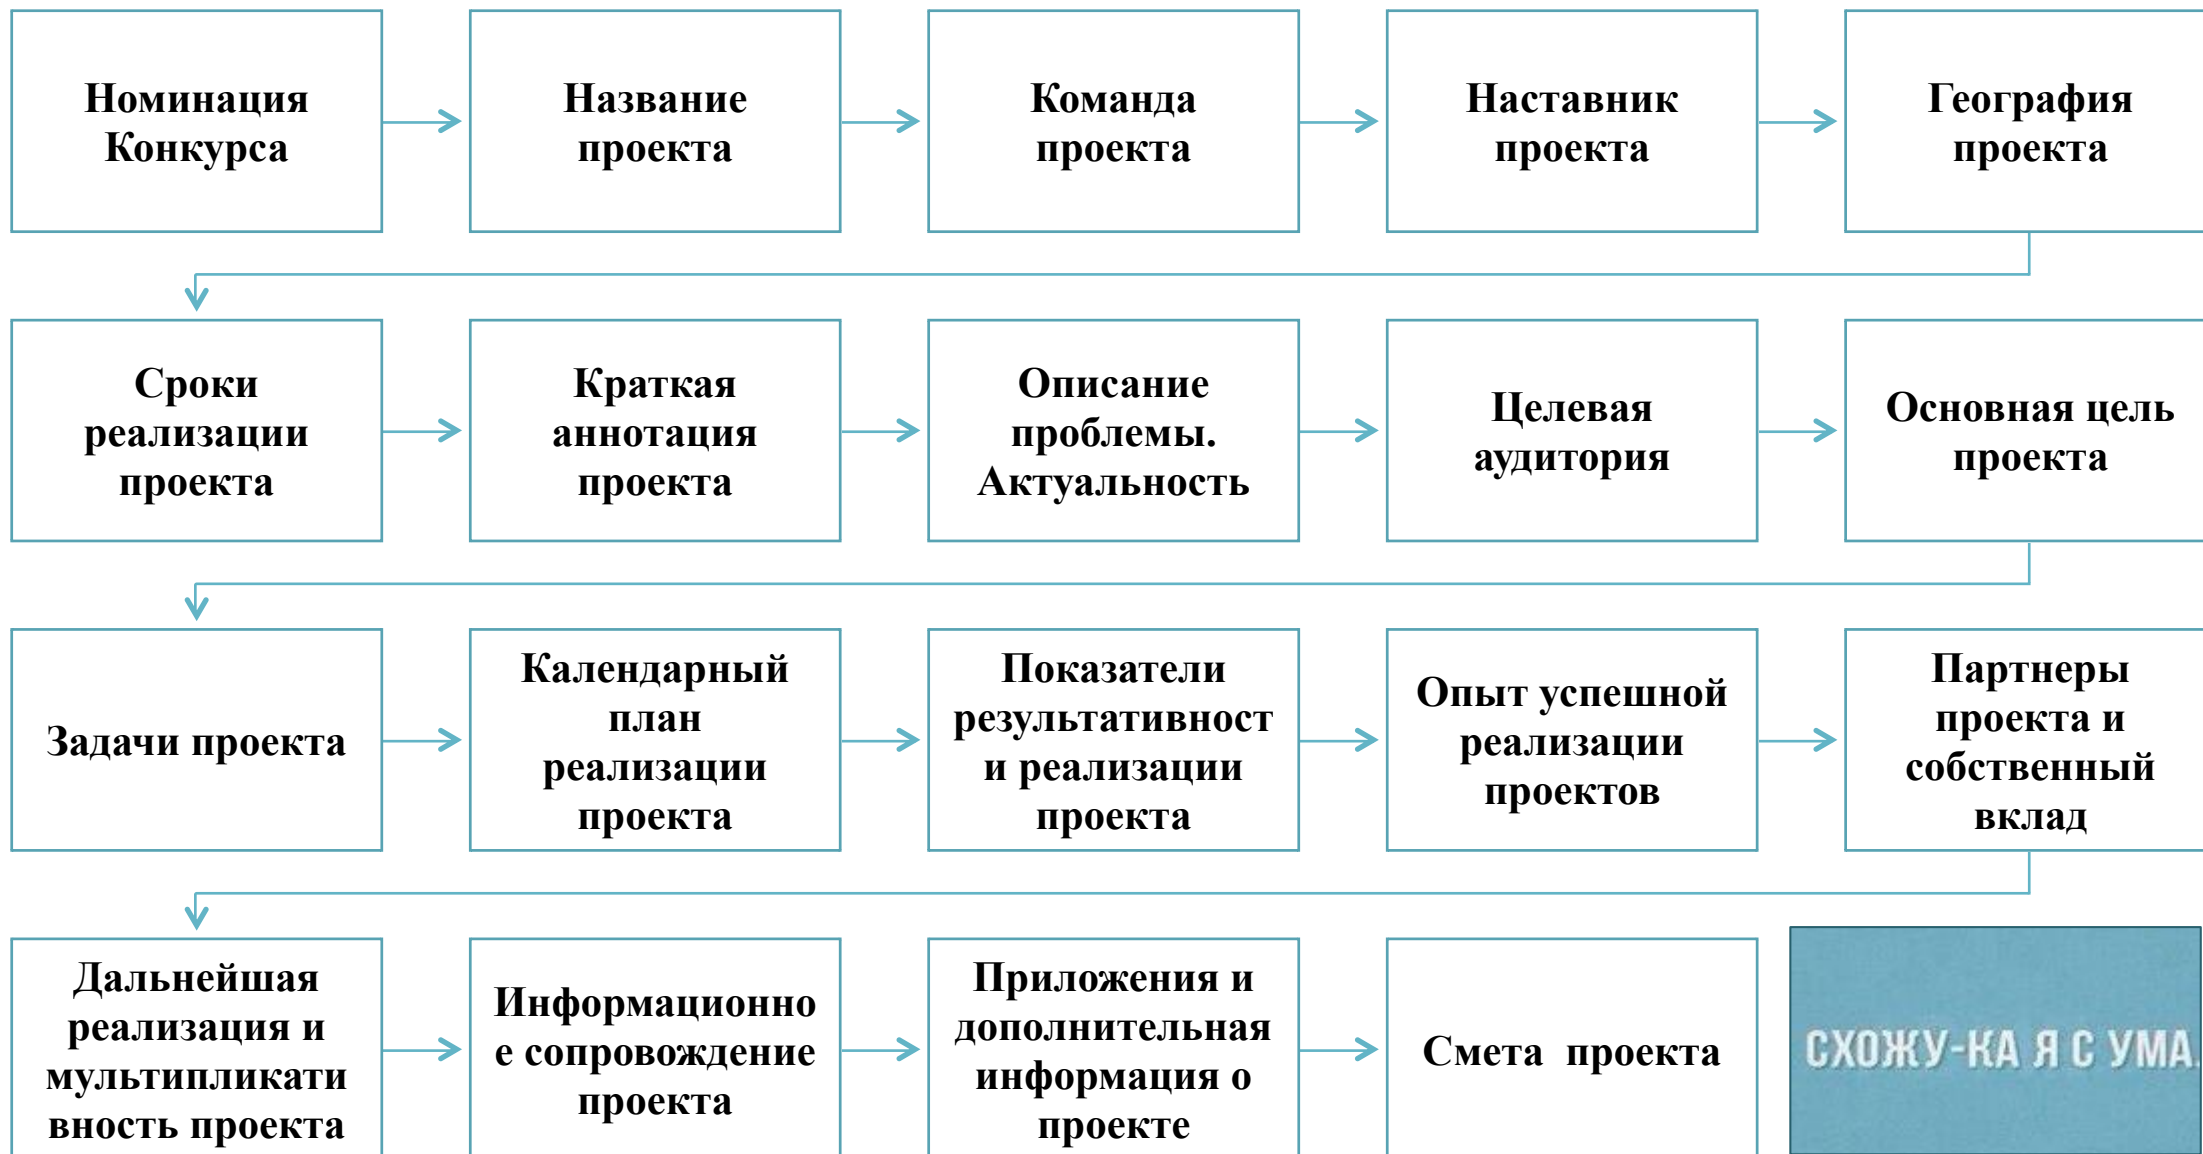 Номинация
Конкурса
Название
проекта
Команда
проекта
Наставник
проекта
География
проекта
Сроки
реализации
проекта
Краткая
аннотация
проекта
Описание
проблемы.
Актуальность
Целевая
аудитория
Основная цель
проекта
Задачи проекта
Календарный
план
реализации
проекта
Показатели
результативност
и реализации
проекта
Опыт успешной
реализации
проектов
Партнеры
проекта и
собственный
вклад
Дальнейшая
реализация и
мультипликати
вность проекта
Информационно
е сопровождение
проекта
Приложения и
дополнительная
информация о
проекте
Смета проекта
СХОЖУ-КА Я С УМА.